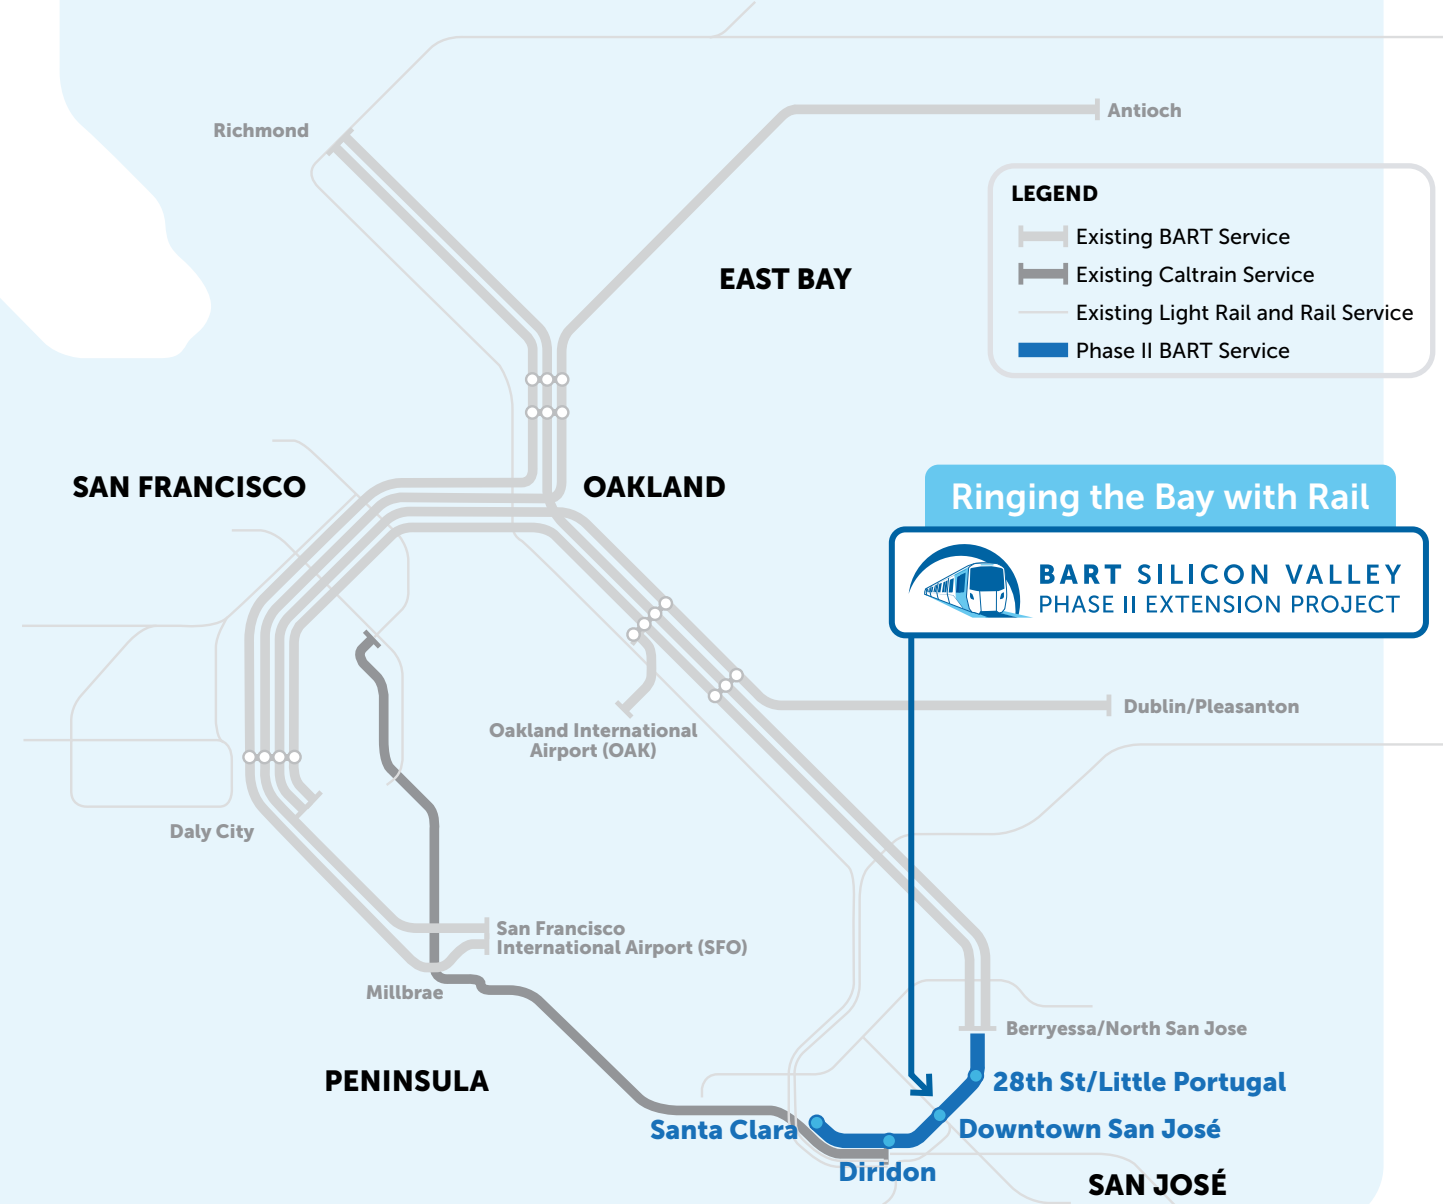 Richmond
Antioch
LEGEND
Existing BART Service
Existing Caltrain Service
Existing Light Rail and Rail Service
Phase II BART Service
EAST BAY
SAN FRANCISCO
OAKLAND
Ringing the Bay with Rail
BART SILICON VALLEY
PHASE II EXTENSION PROJECT
Dublin/Pleasanton
Oakland International
Airport (OAK)
Daly City
San Francisco
International Airport (SFO)
Millbrae
Berryessa/North San Jose
PENINSULA
28th St/Little Portugal
Santa Clara
Downtown San José
Diridon
SAN JOSÉ